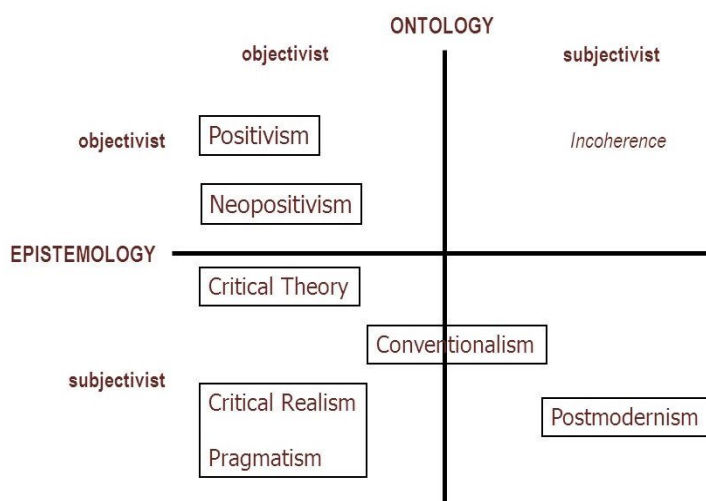 ONTOLOGY
objectivist
subjectivist
objectivist
Positivism
Incoherence
Neopositivism
EPISTEMOLOGY
Critical Theory
Conventionalism
subjectivist
Critical Realism
Postmodernism
Pragmatism